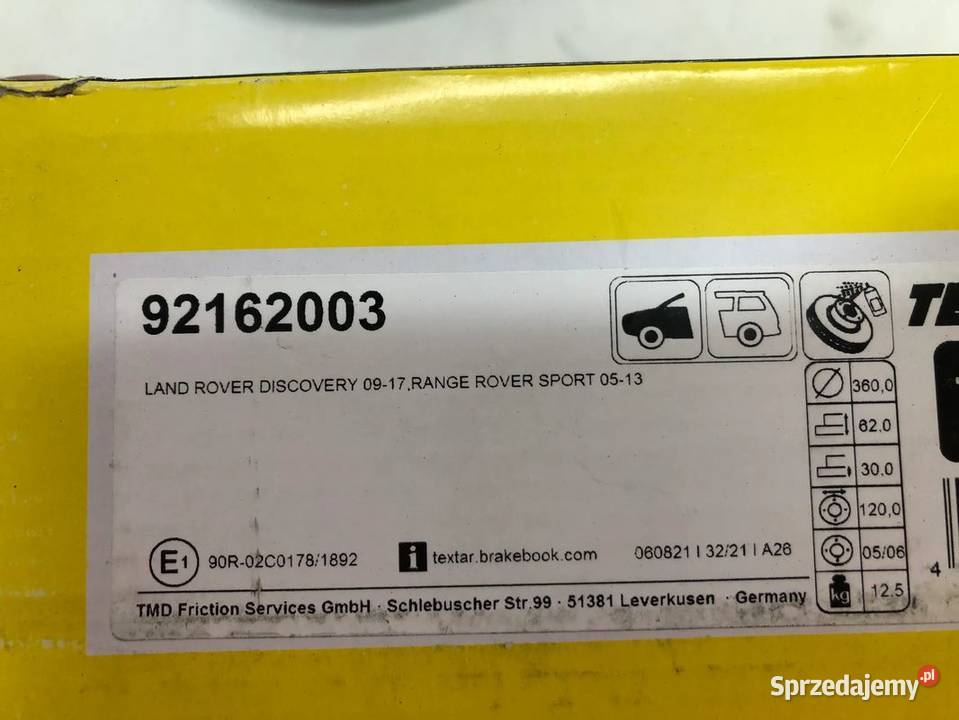 92162003
TE
LAND ROVER DISCOVERY 09-17,RANGE ROVER SPORT 05-13
360,0
62.0
30.0
120,0
05/06
kg 12.5
E1 90R-02C0178/1892 i textar.brakebook.com 060821 I 32/21 I A26
4
TMD Friction Services GmbH · Schlebuscher Str.99 · 51381 Leverkusen · Germany
Sprzedajemy.pl